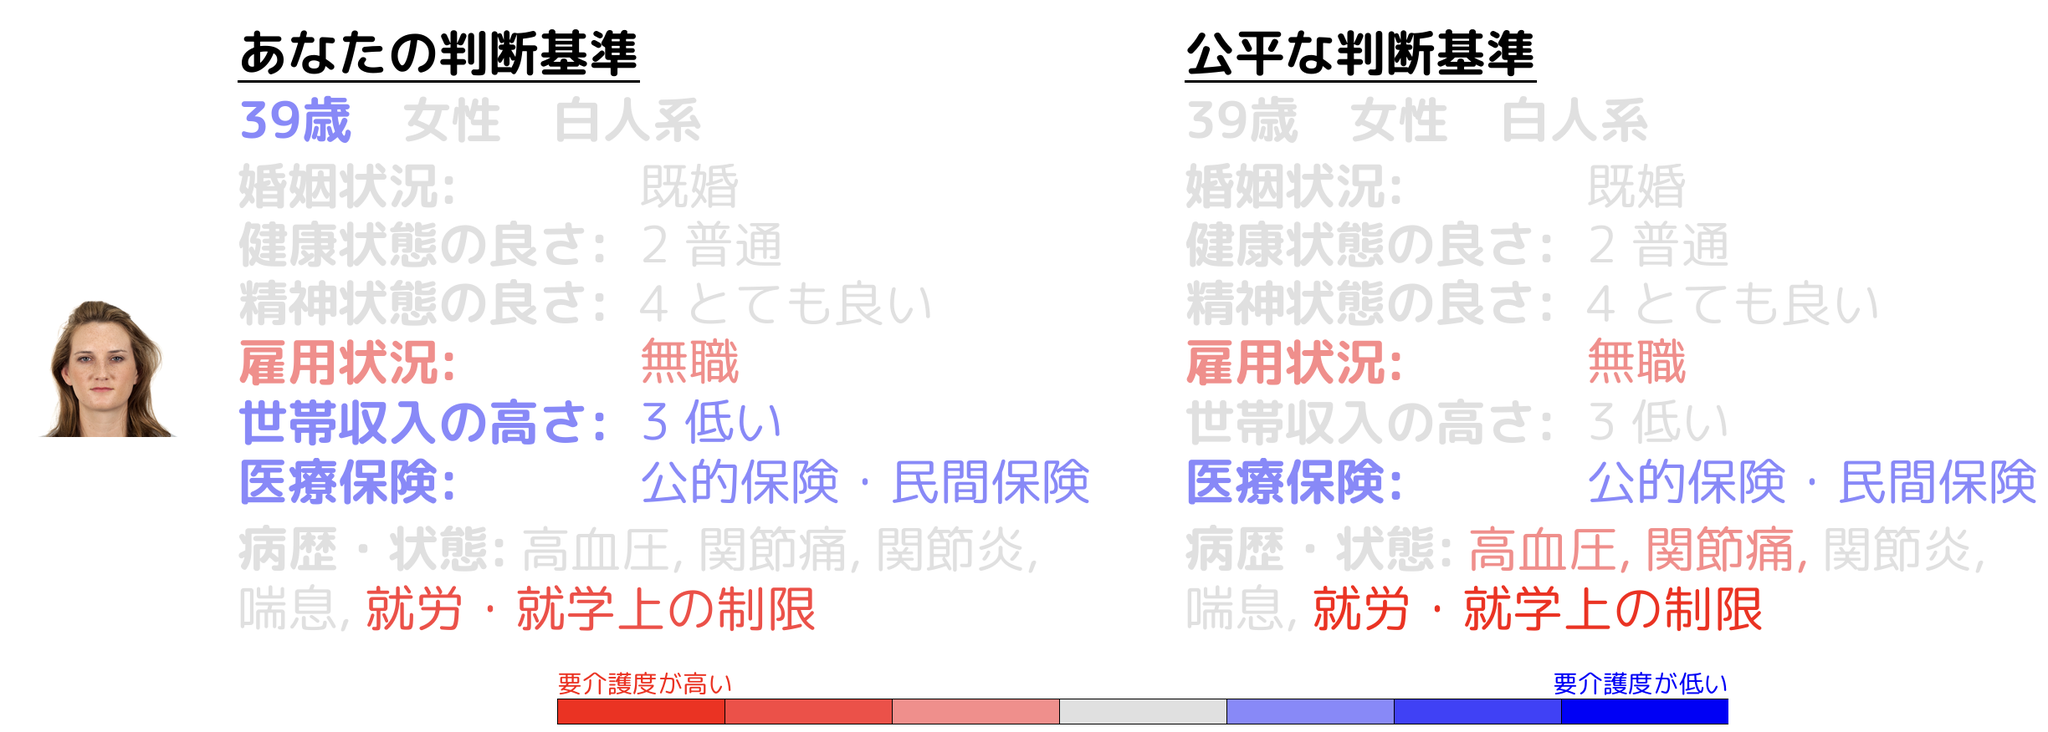 あなたの判断基準
39歳 女性 白人系
婚姻状況: 既婚
健康状態の良さ: 2 普通
精神状態の良さ: 4 とても良い
雇用状況: 無職
世帯収入の高さ: 3 低い
医療保険: 公的保険・民間保険
病歴・状態: 高血圧, 関節痛, 関節炎,
喘息, 就労・就学上の制限
公平な判断基準
39歳 女性 白人系
婚姻状況: 既婚
健康状態の良さ: 2 普通
精神状態の良さ: 4 とても良い
雇用状況: 無職
世帯収入の高さ: 3 低い
医療保険: 公的保険・民間保険
病歴・状態: 高血圧, 関節痛, 関節炎,
喘息, 就労・就学上の制限
要介護度が高い
要介護度が低い